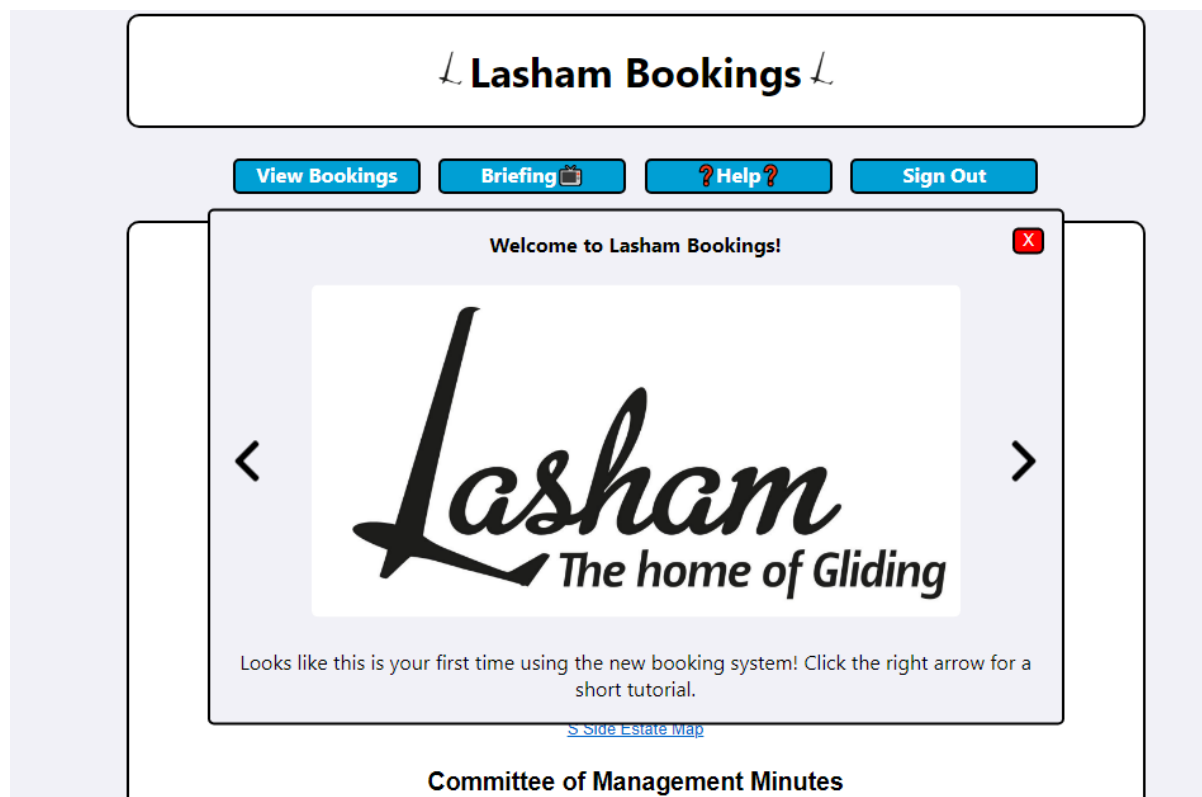 Lasham Bookings
View Bookings
Briefing📺
❓Help❓
Sign Out
Welcome to Lasham Bookings!
X
Lasham
The home of Gliding
Looks like this is your first time using the new booking system! Click the right arrow for a
short tutorial.
S Side Estate Map
Committee of Management Minutes